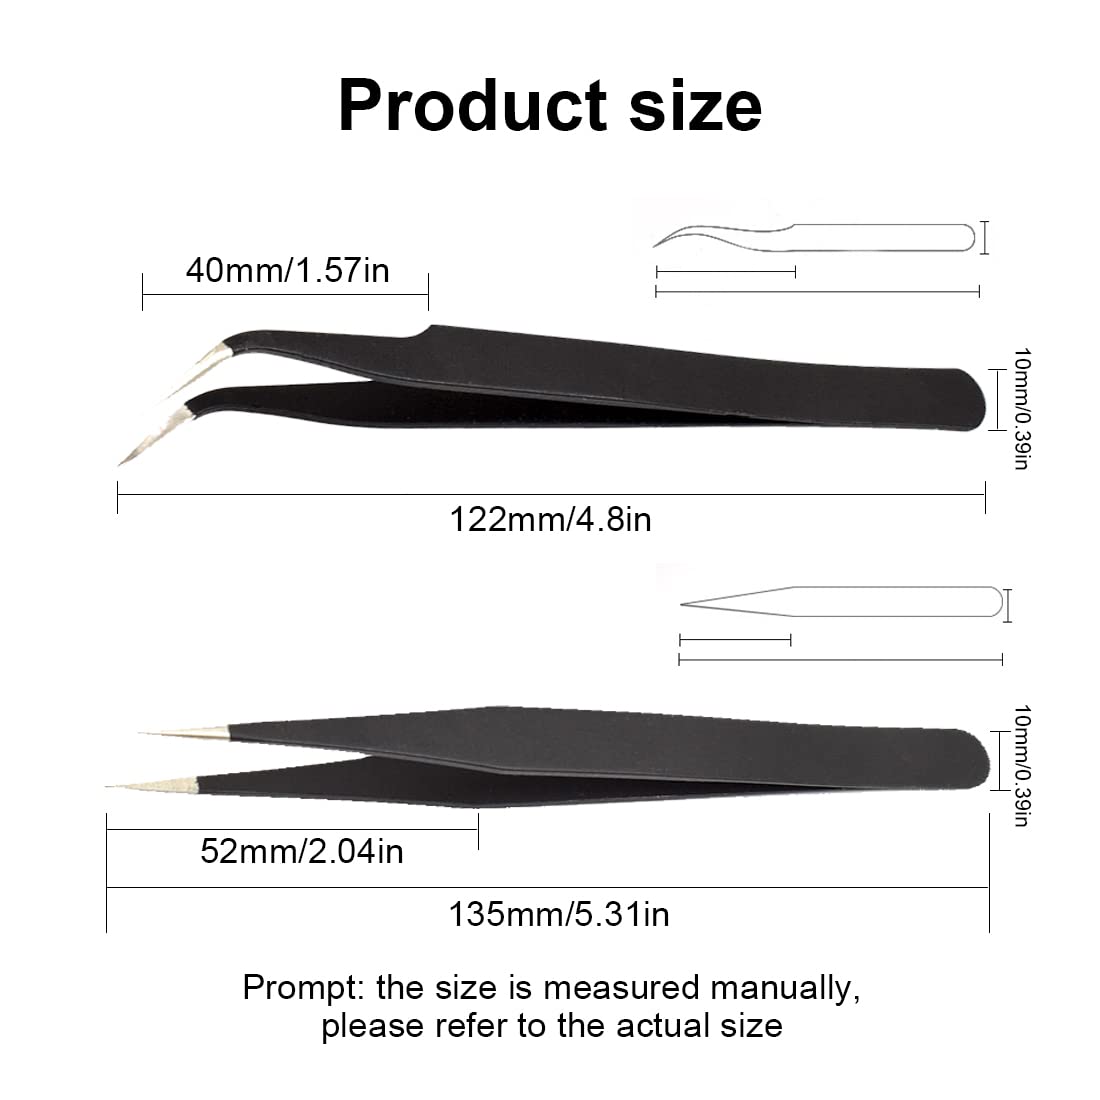 Product size
40mm/1.57in
10mm/0.39in
122mm/4.8in
10mm/0.39in
52mm/2.04in
135mm/5.31in
Prompt: the size is measured manually,
please refer to the actual size